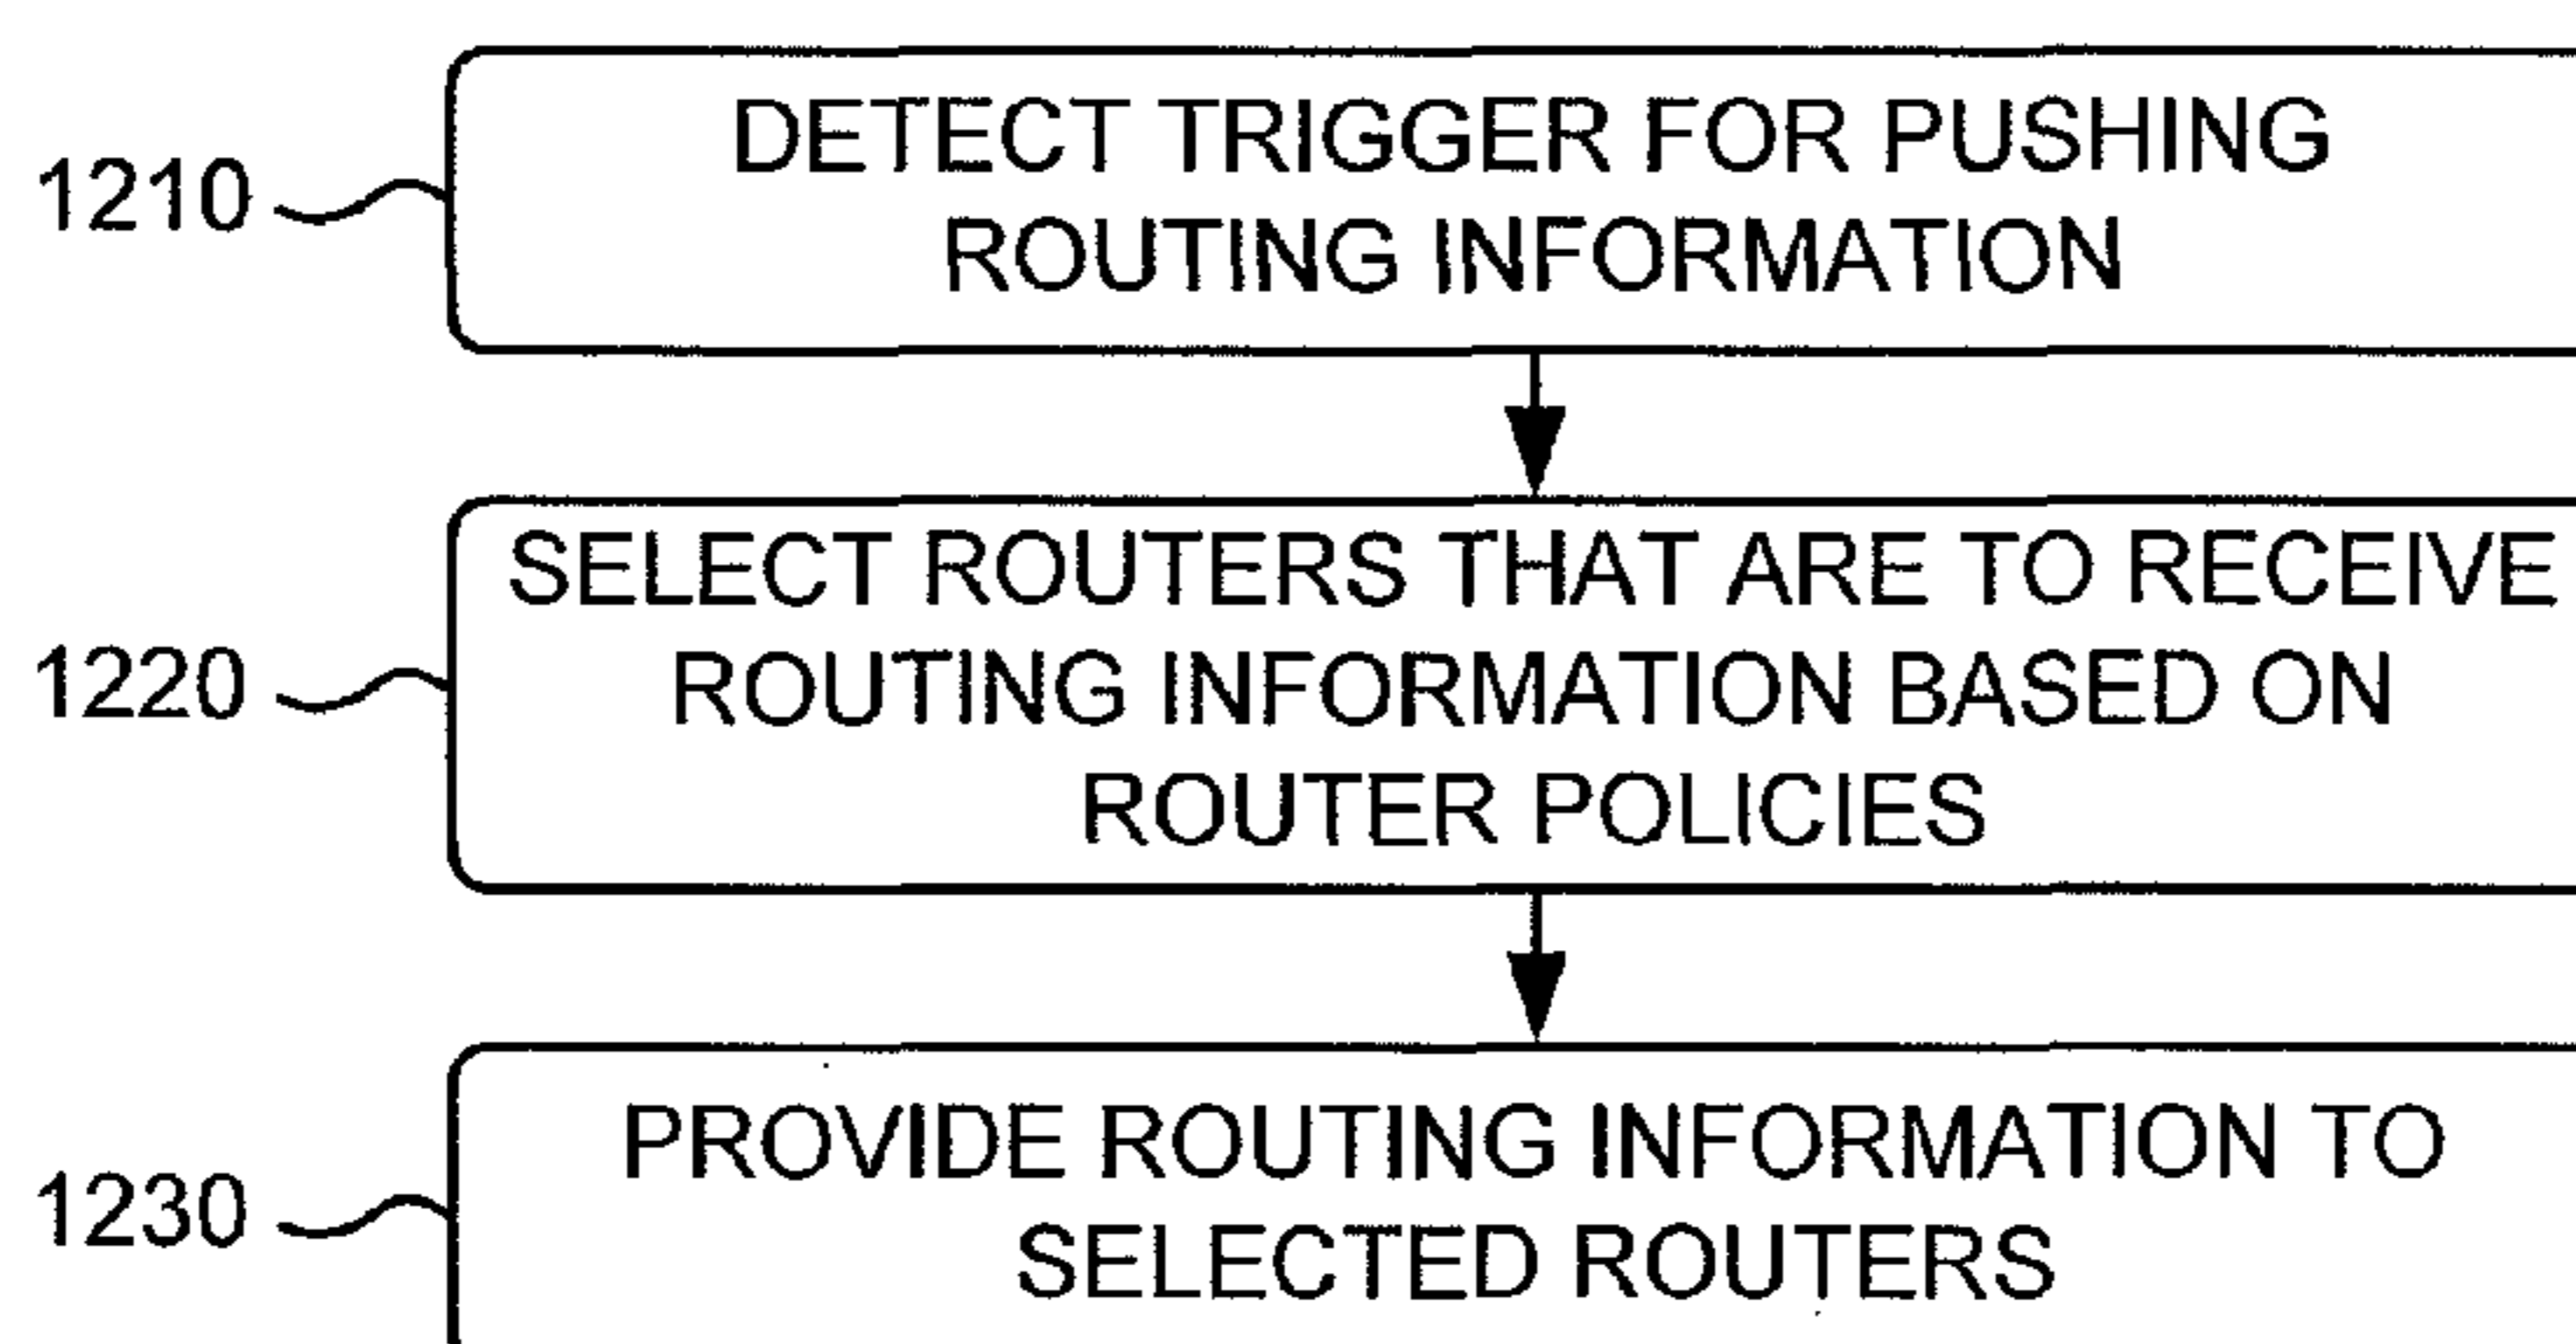 1210
DETECT TRIGGER FOR PUSHING
ROUTING INFORMATION
1220
SELECT ROUTERS THAT ARE TO RECEIVE
ROUTING INFORMATION BASED ON
ROUTER POLICIES
1230
PROVIDE ROUTING INFORMATION TO
SELECTED ROUTERS